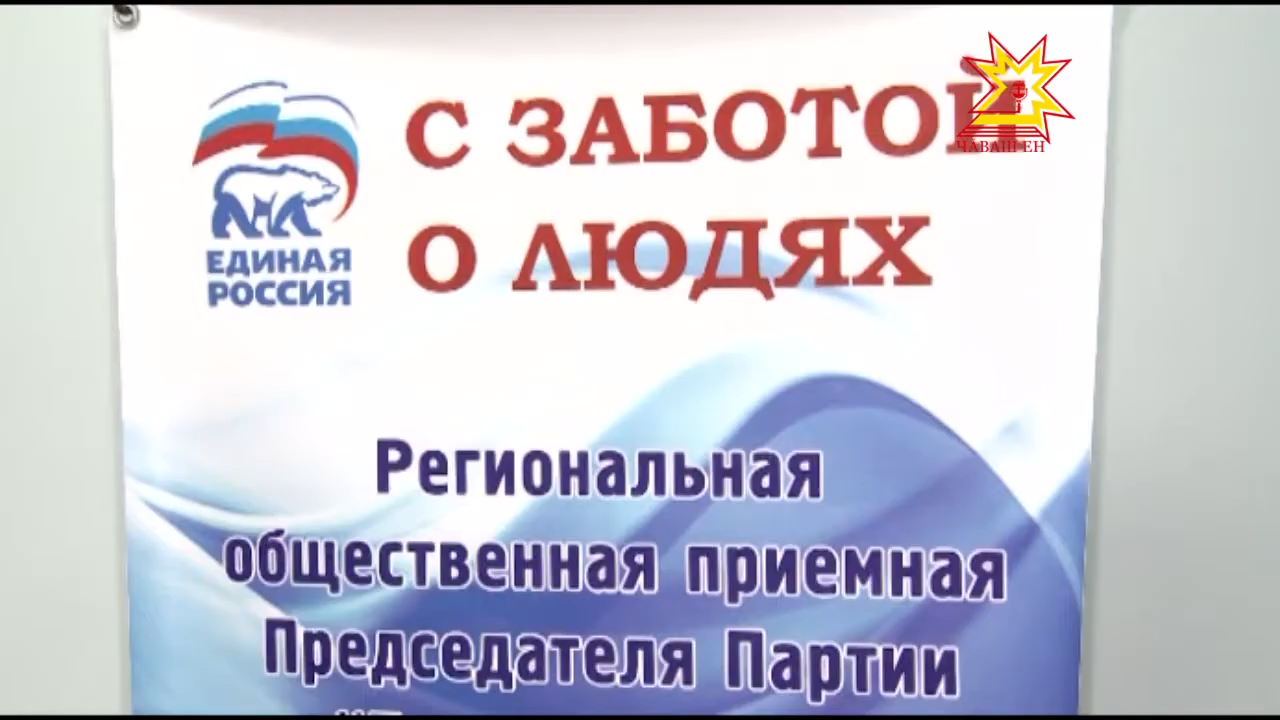 С ЗАБОТОЙ
О ЛЮДЯХ
ЕДИНАЯ
РОССИЯ
ЧĂВАШ ЕН
Региональная
общественная приемная
Председателя Партии